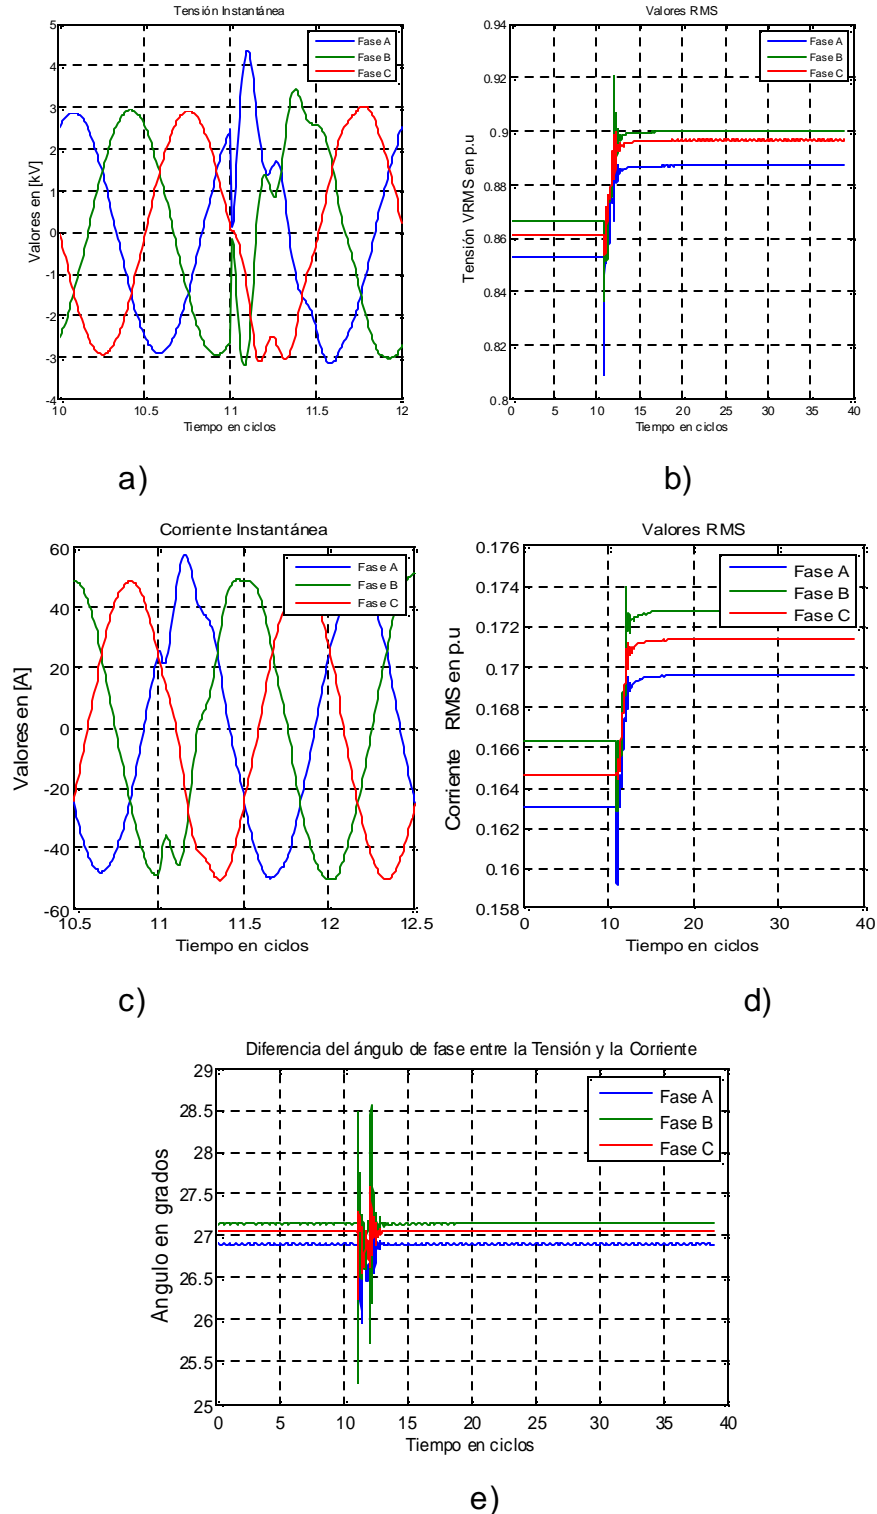 Tensión Instantánea
Valores en [kV]
5
4
3
2
1
0
-1
-2
-3
-4
10
10.5
11
11.5
12
Tiempo en ciclos
Fase A
Fase B
Fase C
a)
Valores RMS
Tensión VRMS en p.u
0.94
0.92
0.9
0.88
0.86
0.84
0.82
0.8
0
5
10
15
20
25
30
35
40
Tiempo en ciclos
Fase A
Fase B
Fase C
b)
Corriente Instantánea
Valores en [A]
60
40
20
0
-20
-40
-60
10.5
11
11.5
12
12.5
Tiempo en ciclos
Fase A
Fase B
Fase C
c)
Valores RMS
Corriente RMS en p.u
0.176
0.174
0.172
0.17
0.168
0.166
0.164
0.162
0.16
0.158
0
10
20
30
40
Tiempo en ciclos
Fase A
Fase B
Fase C
d)
Diferencia del ángulo de fase entre la Tensión y la Corriente
Angulo en grados
29
28.5
28
27.5
27
26.5
26
25.5
25
0
5
10
15
20
25
30
35
40
Tiempo en ciclos
Fase A
Fase B
Fase C
e)